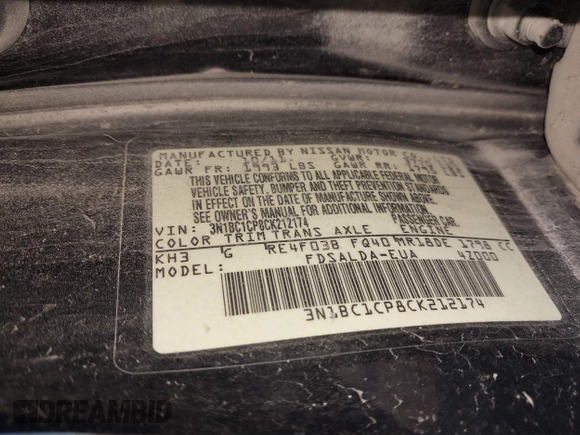 MANUFACTURED BY NISSAN MOTOR CO.
DATE: 10/11 GVWR:
GAWR FR: 1993 LBS GAWR RR: LBS
THIS VEHICLE CONFORMS TO ALL APPLICABLE FEDERAL MOTOR
VEHICLE SAFETY, BUMPER AND THEFT PREVENTION STANDARDS
IN EFFECT ON THE DATE OF MANUFACTURE SHOWN ABOVE.
SEE OWNER'S MANUAL FOR ADDITIONAL INFORMATION
VIN: 3N1BC1CP8CK212174 PASSENGER CAR
COLOR TRIM TRANS AXLE ENGINE
KH3 G RE4F03B FQ40 MR18DE 1798 CC
MODEL: FDSALDA-EUA 4Z000
3N1BC1CP8CK212174
DREAMBID